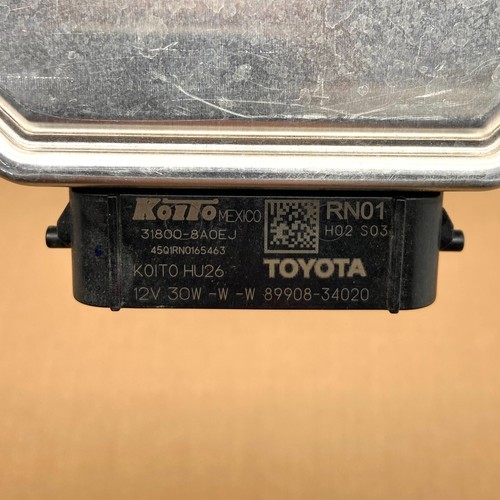 KOITO MEXICO
31800-8A0EJ
45Q1RN0165463
KOITO HU26
12V 30W -W -W 89908-34020
RN01
H02 S03
TOYOTA